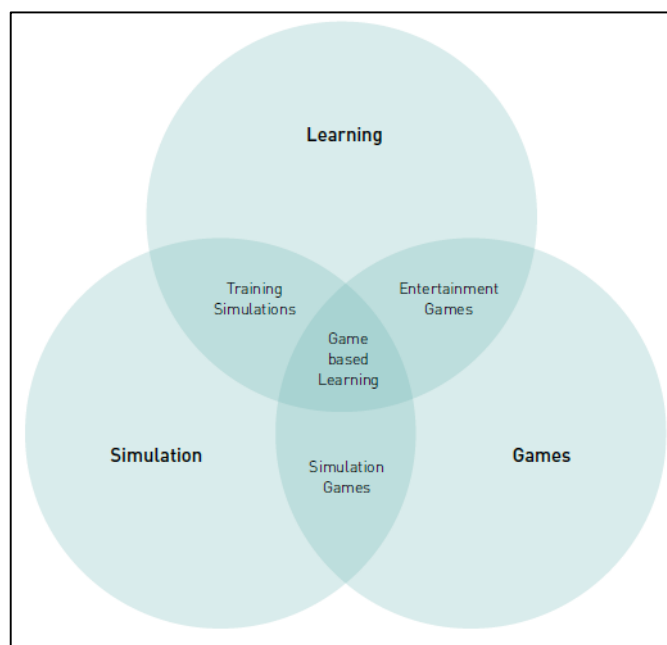 Learning
Training
Simulations
Entertainment
Games
Game
based
Learning
Simulation
Simulation
Games
Games